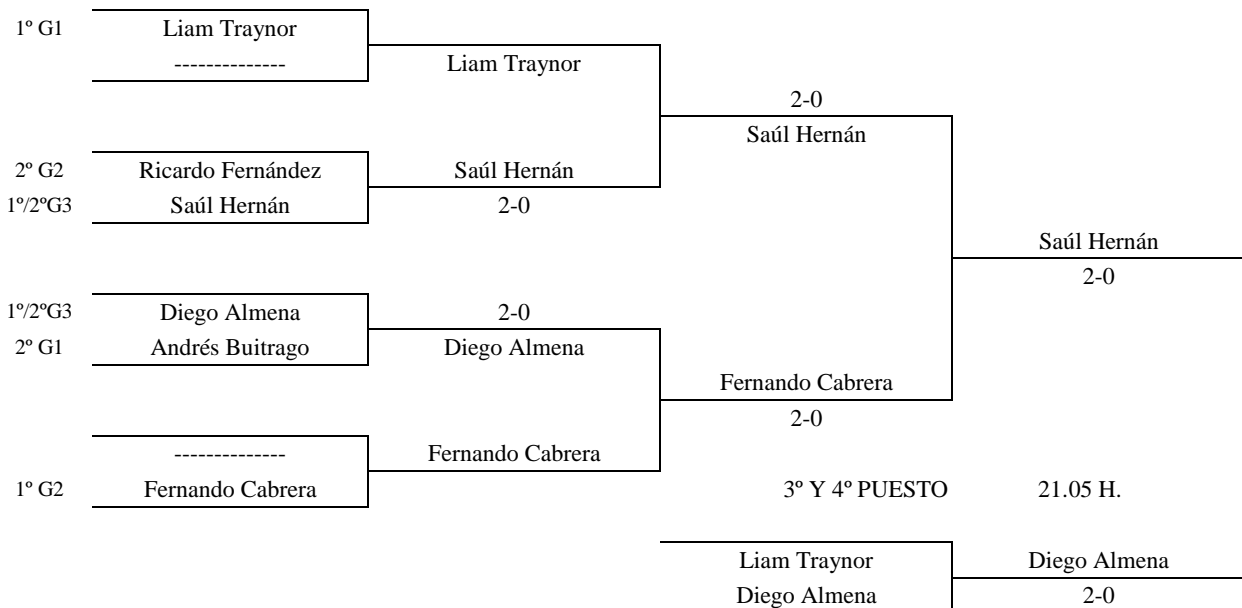 1º G1 Liam Traynor
--------------
Liam Traynor
2-0
Saúl Hernán
2º G2 Ricardo Fernández Saúl Hernán
1º/2ºG3 Saúl Hernán 2-0
Saúl Hernán
2-0
1º/2ºG3 Diego Almena 2-0
2º G1 Andrés Buitrago Diego Almena
Fernando Cabrera
2-0
--------------
Fernando Cabrera
1º G2 Fernando Cabrera 3º Y 4º PUESTO 21.05 H.
Liam Traynor Diego Almena
Diego Almena 2-0